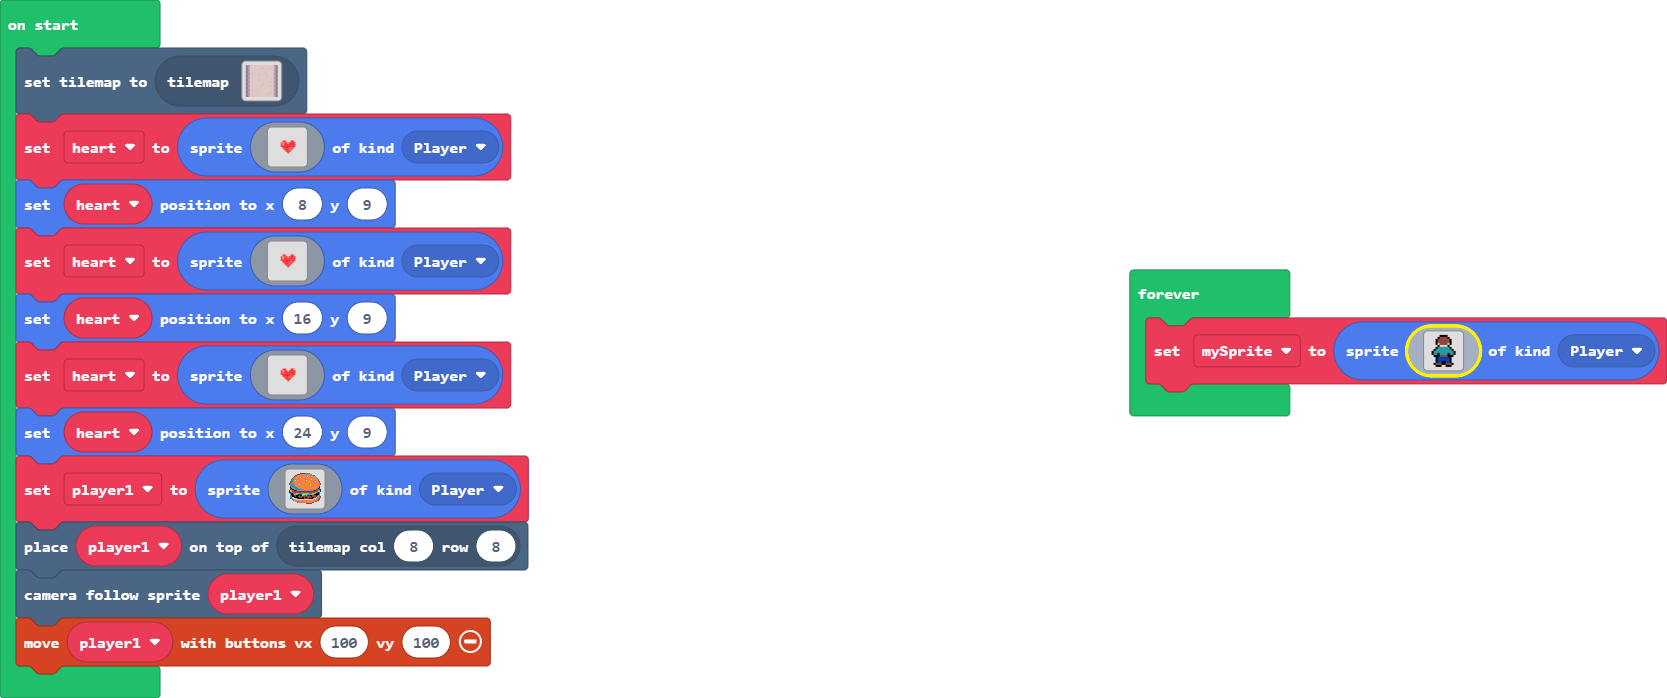 on start
set tilemap to tilemap
set heart to sprite of kind Player
set heart position to x 8 y 9
set heart to sprite of kind Player
set heart position to x 16 y 9
set heart to sprite of kind Player
set heart position to x 24 y 9
set player1 to sprite of kind Player
place player1 on top of tilemap col 8 row 8
camera follow sprite player1
move player1 with buttons vx 100 vy 100
forever
set mySprite to sprite of kind Player